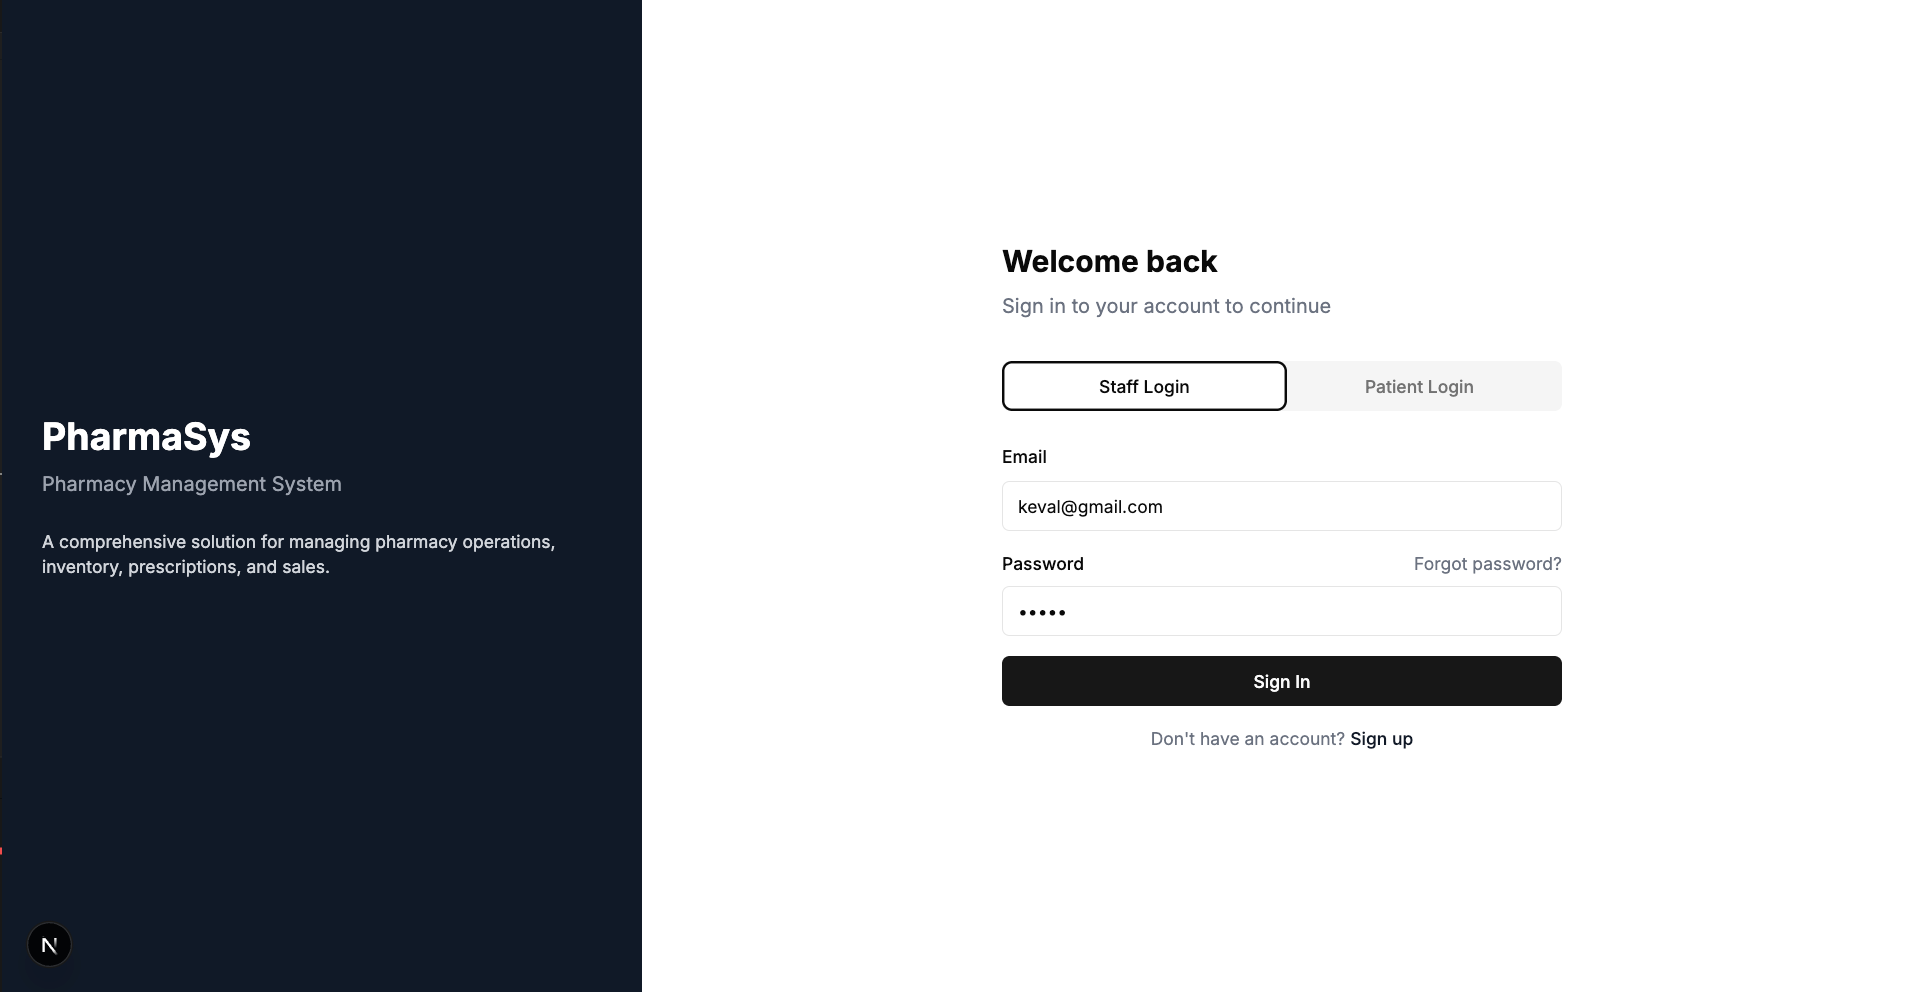 PharmaSys
Pharmacy Management System
A comprehensive solution for managing pharmacy operations,
inventory, prescriptions, and sales.
N
Welcome back
Sign in to your account to continue
Staff Login
Patient Login
Email
keval@gmail.com
Password
Forgot password?
•••••
Sign In
Don't have an account? Sign up